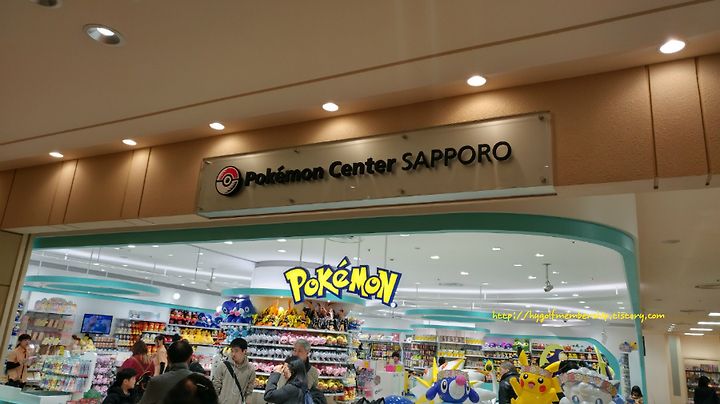 Pokémon Center SAPPORO
POKéMON
http://hygolfmembership.tistory.com